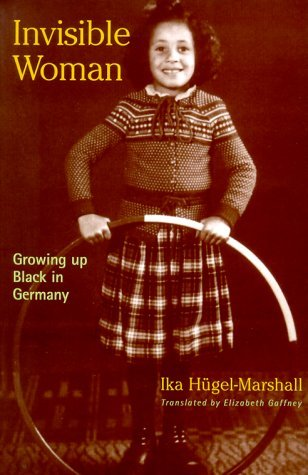 Invisible
Woman
Growing up
Black in
Germany
Ika Hügel-Marshall
Translated by Elizabeth Gaffney